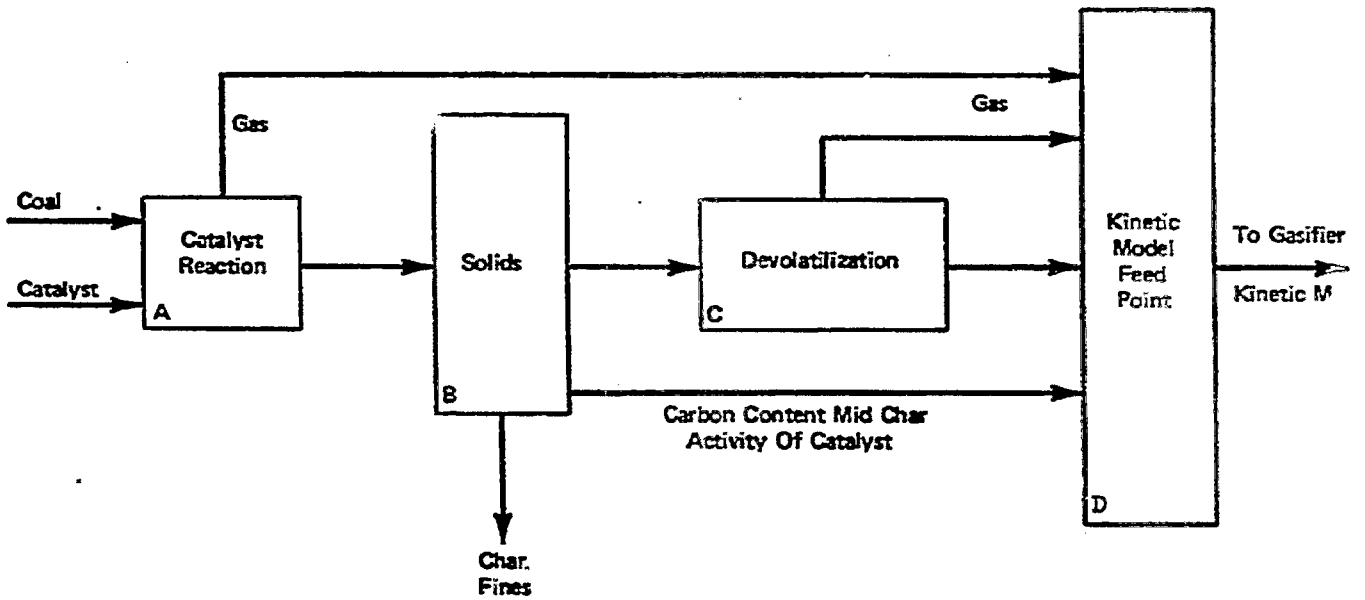 Gas
Gas
Coal
Catalyst
Catalyst
Reaction
A
Solids
B
Devolatilization
C
Kinetic
Model
Feed
Point
D
To Gasifier
Kinetic M
Carbon Content Mid Char
Activity Of Catalyst
Char.
Fines